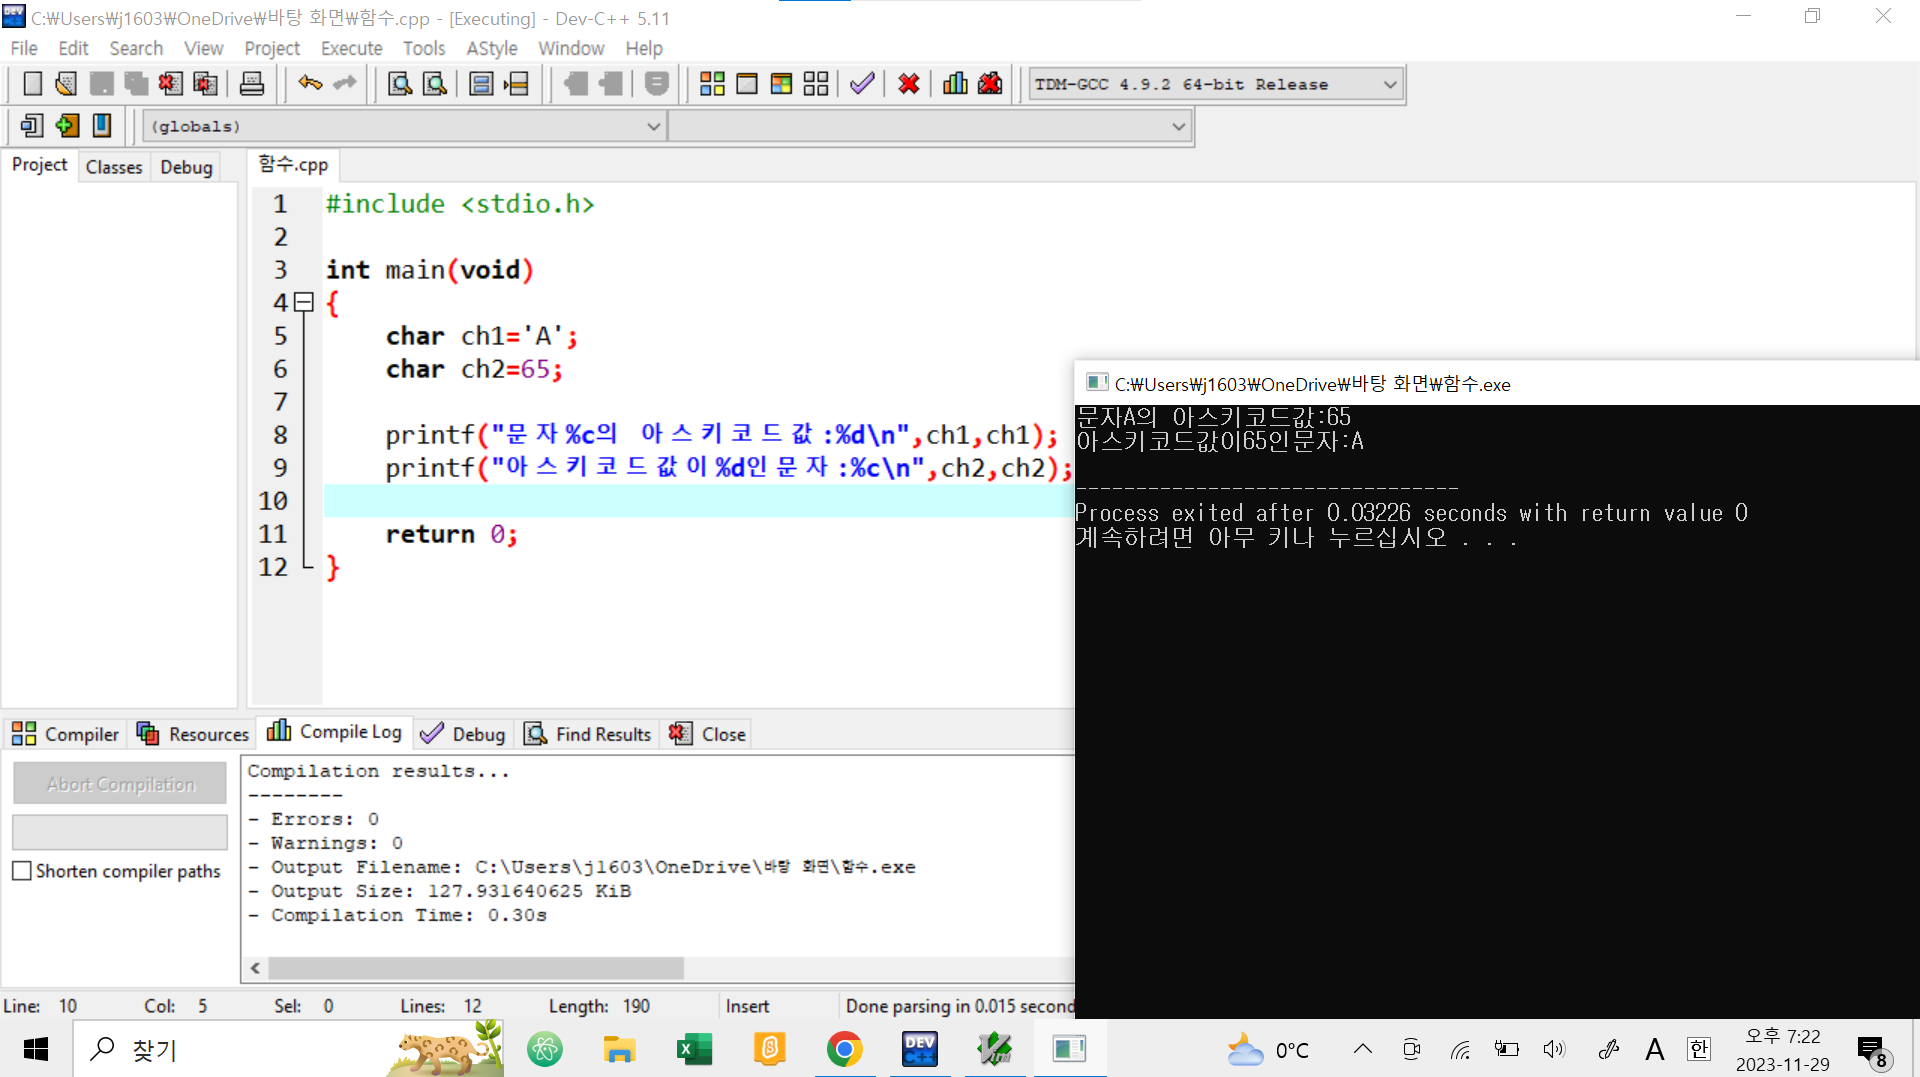 C:₩Users₩j1603₩OneDrive₩바탕 화면₩함수.cpp - [Executing] - Dev-C++ 5.11
File Edit Search View Project Execute Tools AStyle Window Help
TDM-GCC 4.9.2 64-bit Release
(globals)
Project Classes Debug
함수.cpp
1 #include <stdio.h>
2
3 int main(void)
4 {
5 char ch1='A';
6 char ch2=65;
7
8 printf("문자%c의 아스키코드값:%d\n",ch1,ch1);
9 printf("아스키코드값이%d인문자:%c\n",ch2,ch2);
10
11 return 0;
12 }
C:₩Users₩j1603₩OneDrive₩바탕 화면₩함수.exe
문자A의 아스키코드값:65
아스키코드값이65인문자:A
--------------------------------
Process exited after 0.03226 seconds with return value 0
계속하려면 아무 키나 누르십시오 . . .
Compiler Resources Compile Log Debug Find Results Close
Abort Compilation
Shorten compiler paths
Compilation results...
--------
- Errors: 0
- Warnings: 0
- Output Filename: C:\Users\j1603\OneDrive\바탕 화면\함수.exe
- Output Size: 127.931640625 KiB
- Compilation Time: 0.30s
Line: 10 Col: 5 Sel: 0 Lines: 12 Length: 190 Insert Done parsing in 0.015 second
찾기
DEV C++
0°C
A 한
오후 7:22
2023-11-29
8